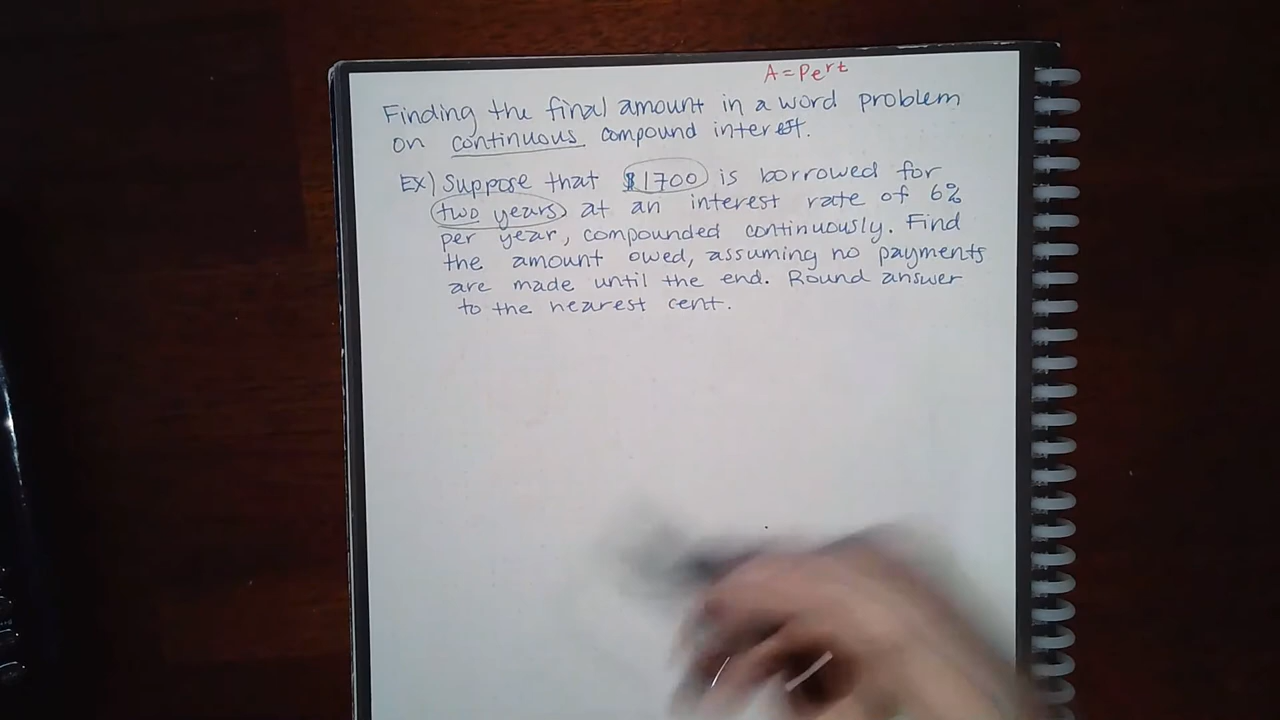 A = Pe^rt
Finding the final amount in a word problem
on continuous compound interest.
EX) Suppose that $1700 is borrowed for
two years at an interest rate of 6%
per year, compounded continuously. Find
the amount owed, assuming no payments
are made until the end. Round answer
to the nearest cent.